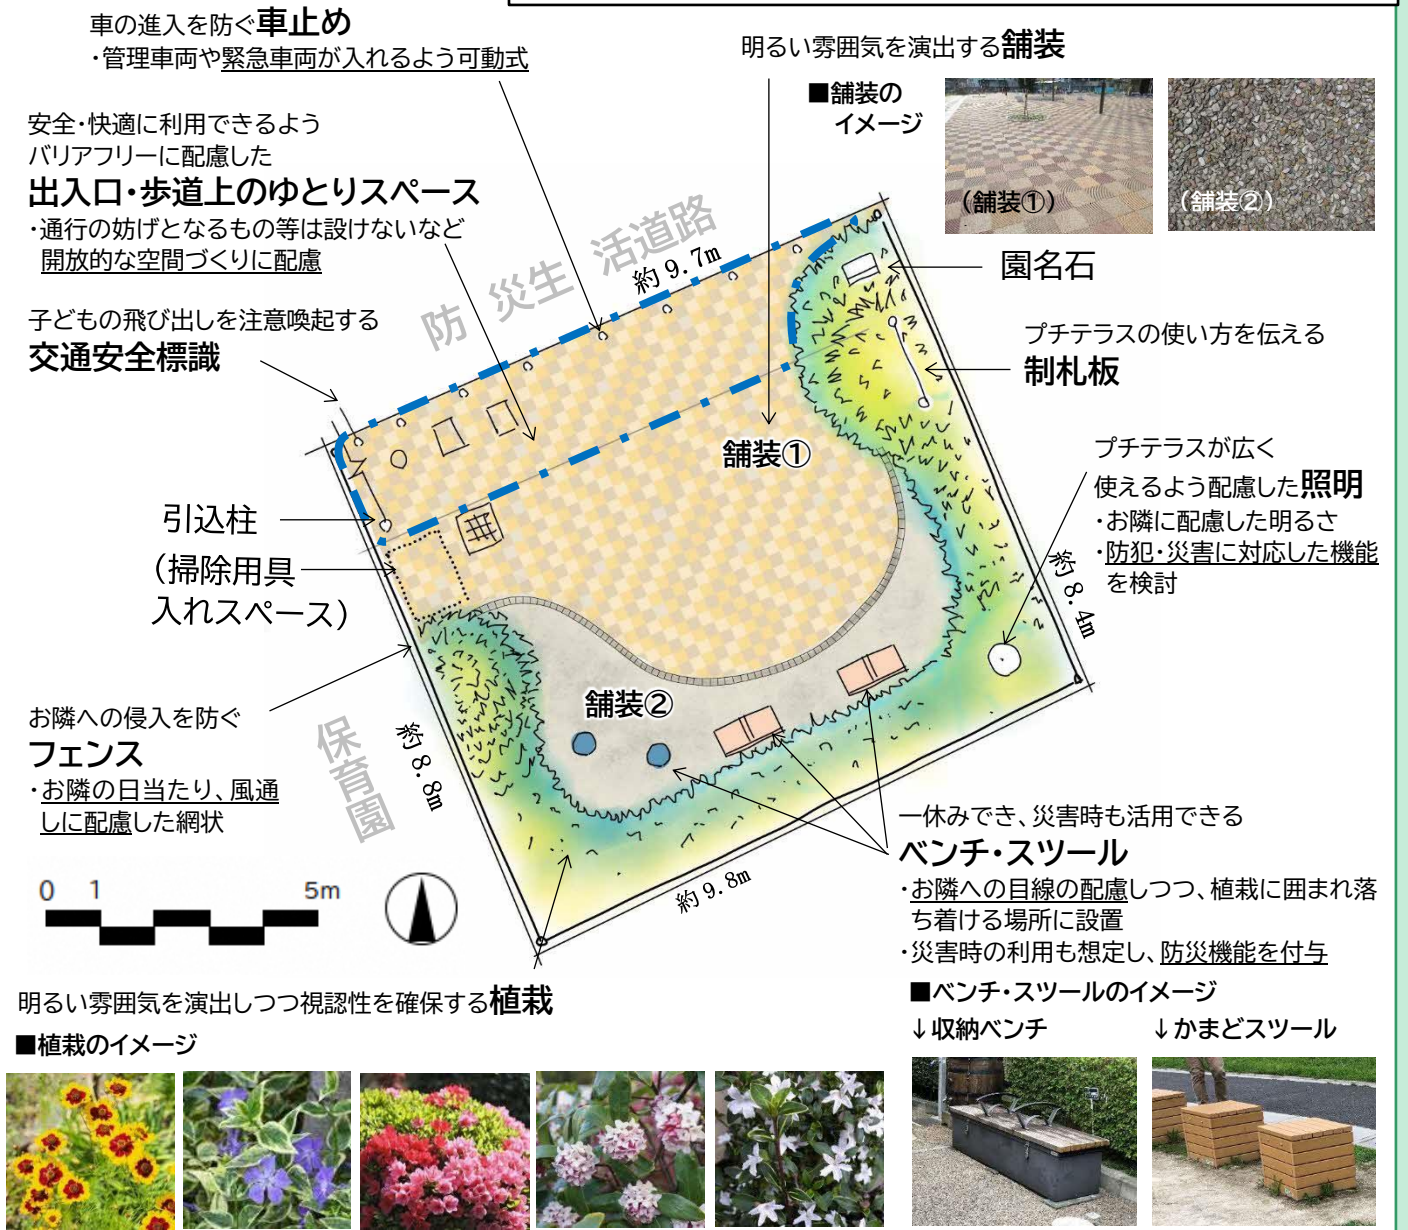 車の進入を防ぐ車止め
・管理車両や緊急車両が入れるよう可動式
明るい雰囲気を演出する舗装
■舗装の
イメージ
(舗装①)
(舗装②)
安全・快適に利用できるよう
バリアフリーに配慮した
出入口・歩道上のゆとりスペース
・通行の妨げとなるもの等は設けないなど
開放的な空間づくりに配慮
防災生活道路
約9.7m
園名石
子どもの飛び出しを注意喚起する
交通安全標識
プチテラスの使い方を伝える
制札板
舗装①
プチテラスが広く
使えるよう配慮した照明
・お隣に配慮した明るさ
・防犯・災害に対応した機能
を検討
引込柱
(掃除用具
入れスペース)
約8.4m
お隣への侵入を防ぐ
フェンス
・お隣の日当たり、風通
しに配慮した網状
保育園
約8.8m
舗装②
約9.8m
一休みでき、災害時も活用できる
ベンチ・スツール
・お隣への目線の配慮しつつ、植栽に囲まれ落
ち着ける場所に設置
・災害時の利用も想定し、防災機能を付与
0 1 5m
明るい雰囲気を演出しつつ視認性を確保する植栽
■植栽のイメージ
■ベンチ・スツールのイメージ
↓収納ベンチ
↓かまどスツール